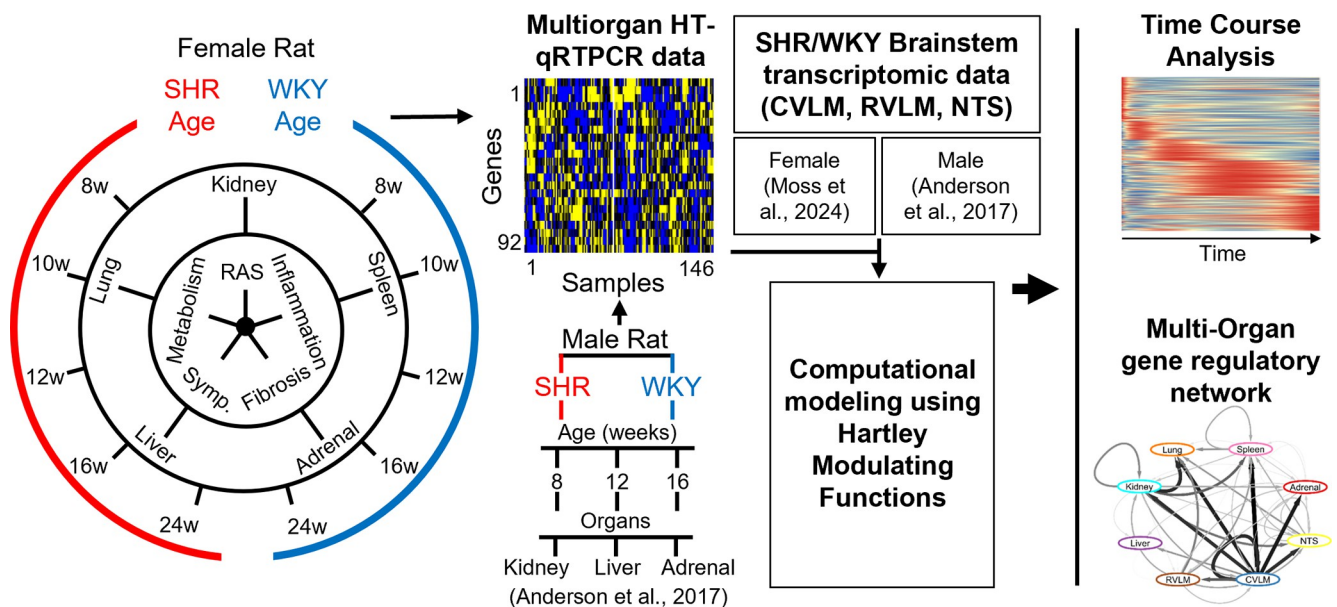 Female Rat
SHR
Age
WKY
Age
8w
10w
12w
16w
24w
8w
10w
12w
16w
24w
Kidney
Lung
Spleen
Liver
Adrenal
RAS
Metabolism
Inflammation
Symp.
Fibrosis
Multiorgan HT-
qRTPCR data
Genes
1
92
1
146
Samples
Male Rat
SHR
WKY
Age (weeks)
8
12
16
Organs
Kidney
Liver
Adrenal
(Anderson et al., 2017)
SHR/WKY Brainstem
transcriptomic data
(CVLM, RVLM, NTS)
Female
(Moss et
al., 2024)
Male
(Anderson
et al., 2017)
Computational
modeling using
Hartley
Modulating
Functions
Time Course
Analysis
Time
Multi-Organ
gene regulatory
network
Lung
Spleen
Kidney
Adrenal
Liver
NTS
RVLM
CVLM